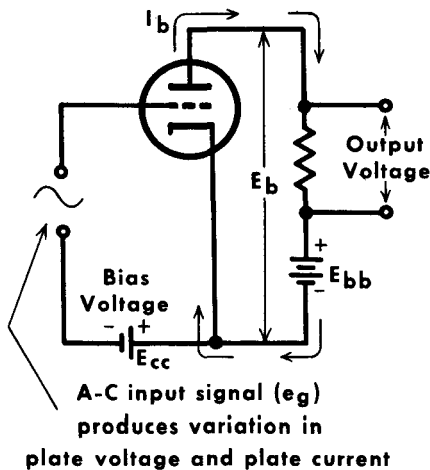 Ib
Output
Voltage
Eb
+
Ebb
-
Bias
Voltage
- +
Ecc
A-C input signal (eg)
produces variation in
plate voltage and plate current